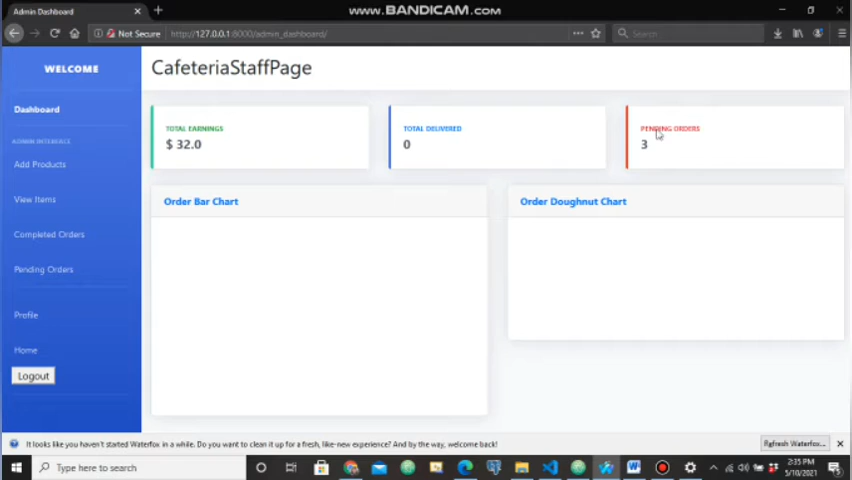 Admin Dashboard
www.BANDICAM.com
Not Secure
http://127.0.0.1:8000/admin_dashboard/
Search
WELCOME
Dashboard
ADMIN INTERFACE
Add Products
View Items
Completed Orders
Pending Orders
Profile
Home
Logout
CafeteriaStaffPage
TOTAL EARNINGS
$ 32.0
TOTAL DELIVERED
0
PENDING ORDERS
3
Order Bar Chart
Order Doughnut Chart
It looks like you haven't started Waterfox in a while. Do you want to clean it up for a fresh, like-new experience? And by the way, welcome back!
Refresh Waterfox...
Type here to search
2:35 PM
5/10/2021